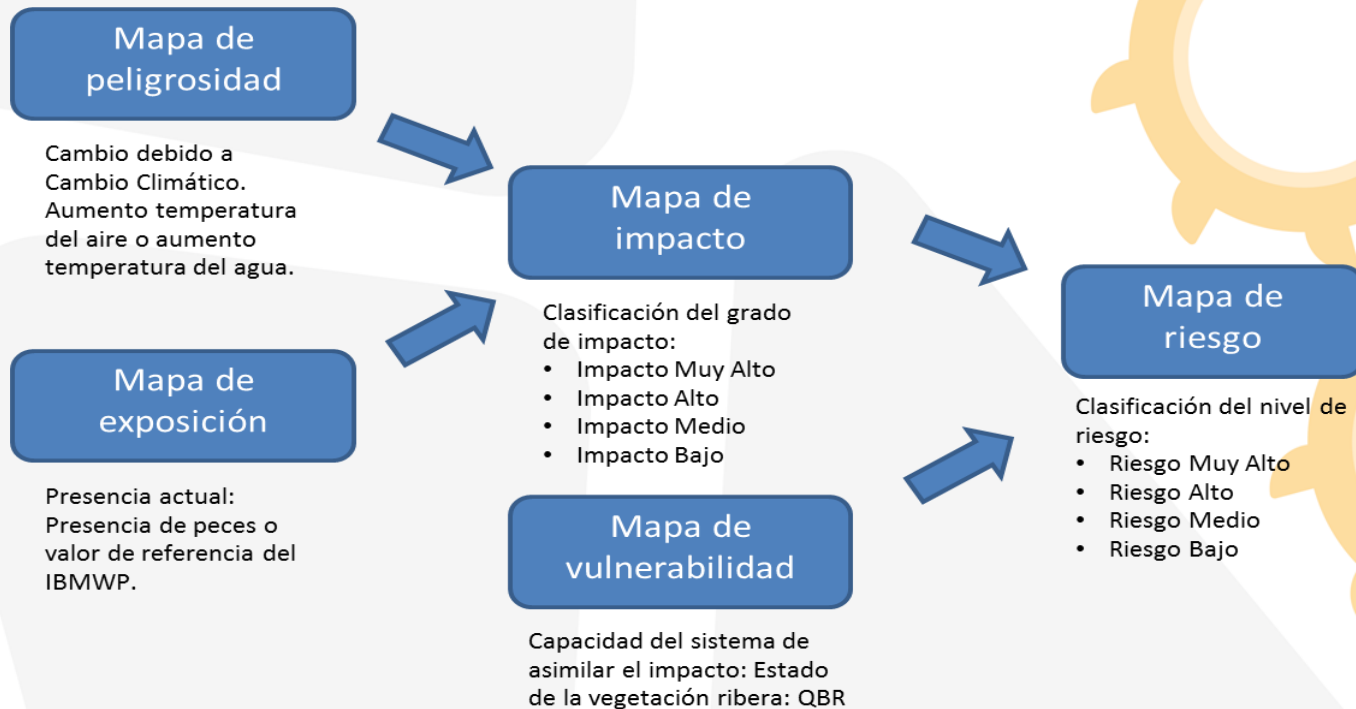 Mapa de
peligrosidad
Cambio debido a
Cambio Climático.
Aumento temperatura
del aire o aumento
temperatura del agua.
Mapa de
exposición
Presencia actual:
Presencia de peces o
valor de referencia del
IBMWP.
Mapa de
impacto
Clasificación del grado
de impacto:
• Impacto Muy Alto
• Impacto Alto
• Impacto Medio
• Impacto Bajo
Mapa de
vulnerabilidad
Capacidad del sistema de
asimilar el impacto: Estado
de la vegetación ribera: QBR
Mapa de
riesgo
Clasificación del nivel de
riesgo:
• Riesgo Muy Alto
• Riesgo Alto
• Riesgo Medio
• Riesgo Bajo